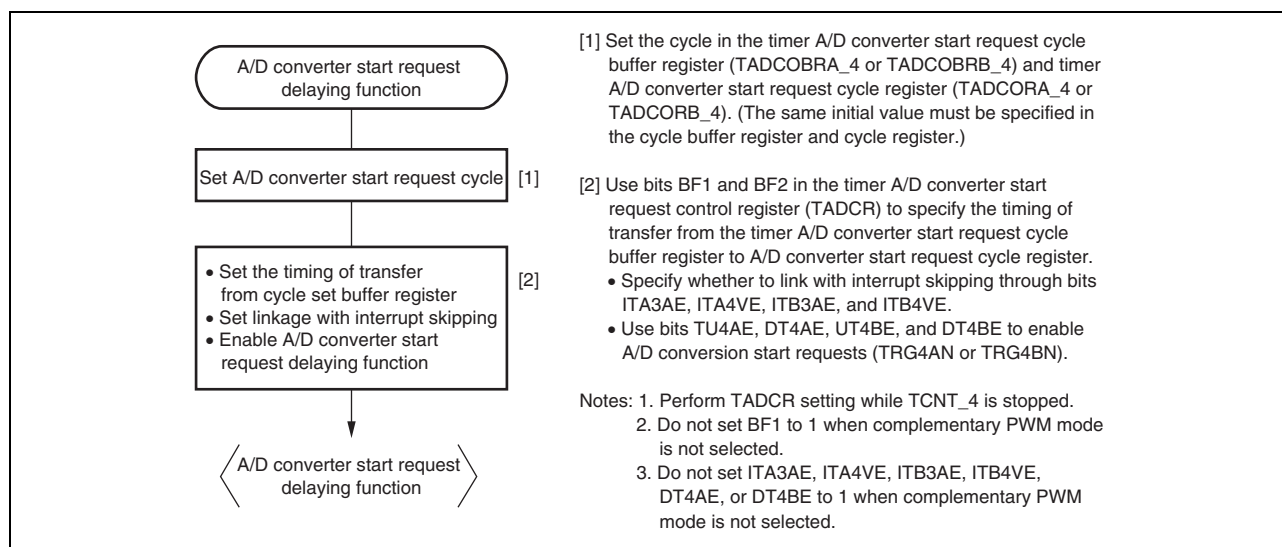 A/D converter start request
delaying function
Set A/D converter start request cycle
[1]
• Set the timing of transfer
from cycle set buffer register
• Set linkage with interrupt skipping
• Enable A/D converter start
request delaying function
[2]
A/D converter start request
delaying function
[1] Set the cycle in the timer A/D converter start request cycle
buffer register (TADCOBRA_4 or TADCOBRB_4) and timer
A/D converter start request cycle register (TADCORA_4 or
TADCORB_4). (The same initial value must be specified in
the cycle buffer register and cycle register.)
[2] Use bits BF1 and BF2 in the timer A/D converter start
request control register (TADCR) to specify the timing of
transfer from the timer A/D converter start request cycle
buffer register to A/D converter start request cycle register.
• Specify whether to link with interrupt skipping through bits
ITA3AE, ITA4VE, ITB3AE, and ITB4VE.
• Use bits TU4AE, DT4AE, UT4BE, and DT4BE to enable
A/D conversion start requests (TRG4AN or TRG4BN).
Notes: 1. Perform TADCR setting while TCNT_4 is stopped.
2. Do not set BF1 to 1 when complementary PWM mode
is not selected.
3. Do not set ITA3AE, ITA4VE, ITB3AE, ITB4VE,
DT4AE, or DT4BE to 1 when complementary PWM
mode is not selected.